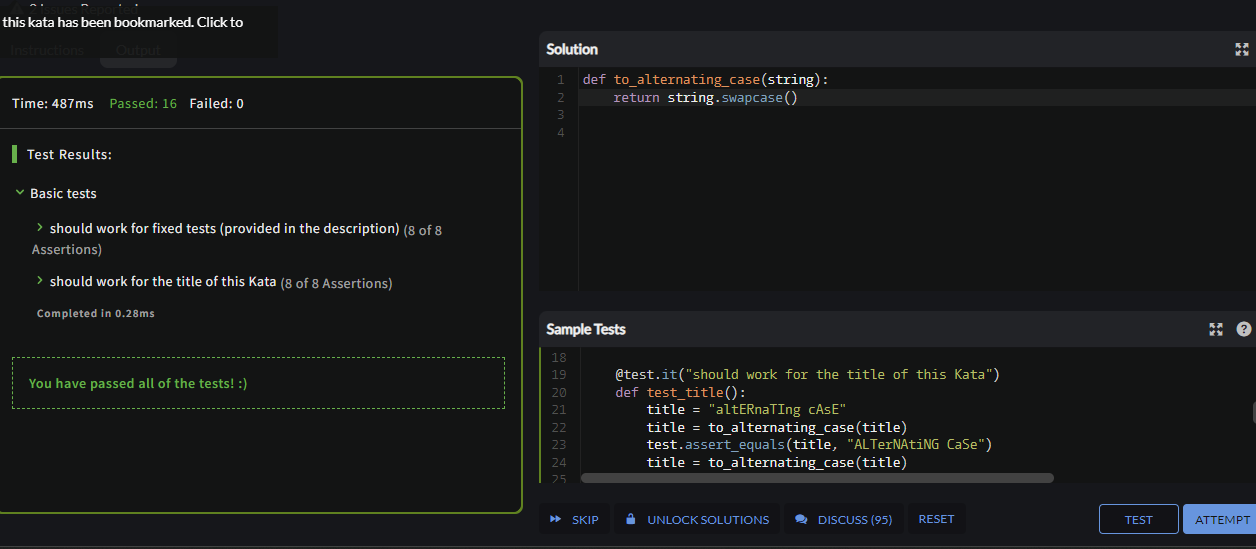 2 Issues Reported
this kata has been bookmarked. Click to
Instructions Output
Time: 487ms Passed: 16 Failed: 0
Test Results:
Basic tests
should work for fixed tests (provided in the description) (8 of 8
Assertions)
should work for the title of this Kata (8 of 8 Assertions)
Completed in 0.28ms
You have passed all of the tests! :)
Solution
1 def to_alternating_case(string):
2     return string.swapcase()
3
4
Sample Tests
?
18
19     @test.it("should work for the title of this Kata")
20     def test_title():
21         title = "altERnaTIng cAsE"
22         title = to_alternating_case(title)
23         test.assert_equals(title, "ALTerNAtiNG CaSe")
24         title = to_alternating_case(title)
25
SKIP UNLOCK SOLUTIONS DISCUSS (95) RESET TEST ATTEMPT